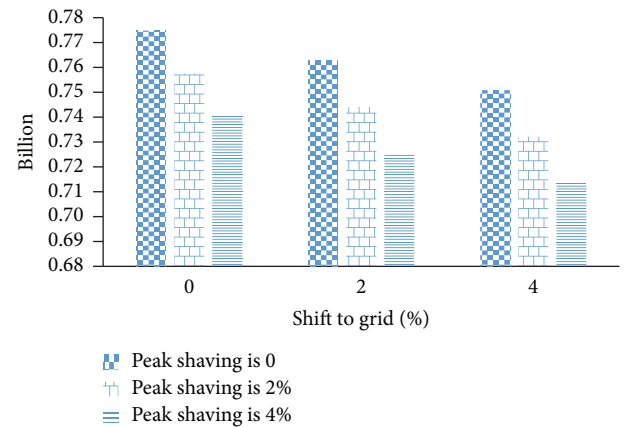 0.78
0.77
0.76
0.75
0.74
0.73
0.72
0.71
0.70
0.69
0.68
Billion
0 2 4
Shift to grid (%)
Peak shaving is 0
Peak shaving is 2%
Peak shaving is 4%